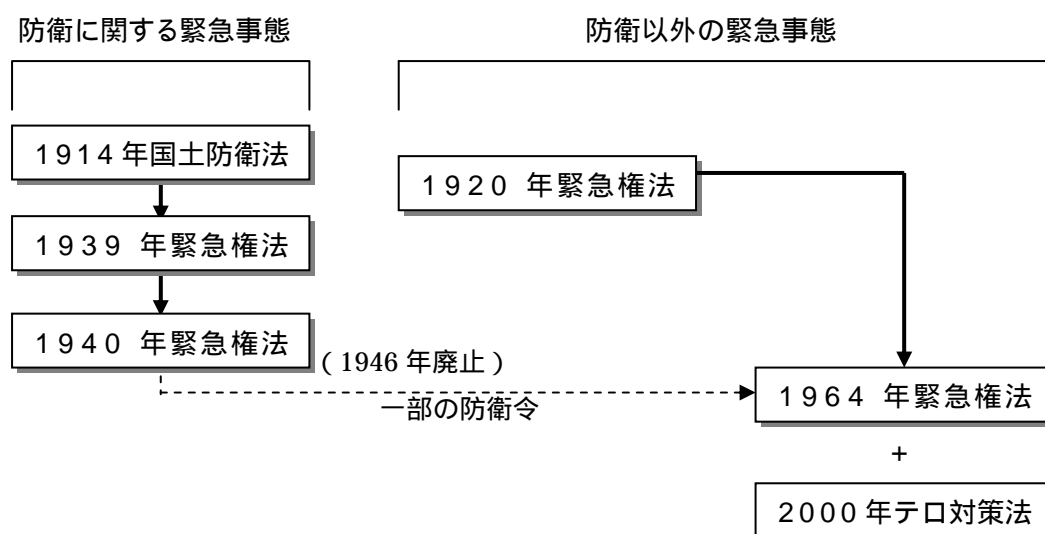 防衛に関する緊急事態
防衛以外の緊急事態
1914年国土防衛法
1920 年緊急権法
1939 年緊急権法
1940 年緊急権法
(1946年廃止)
一部の防衛令
1964 年緊急権法
+
2000年テロ対策法